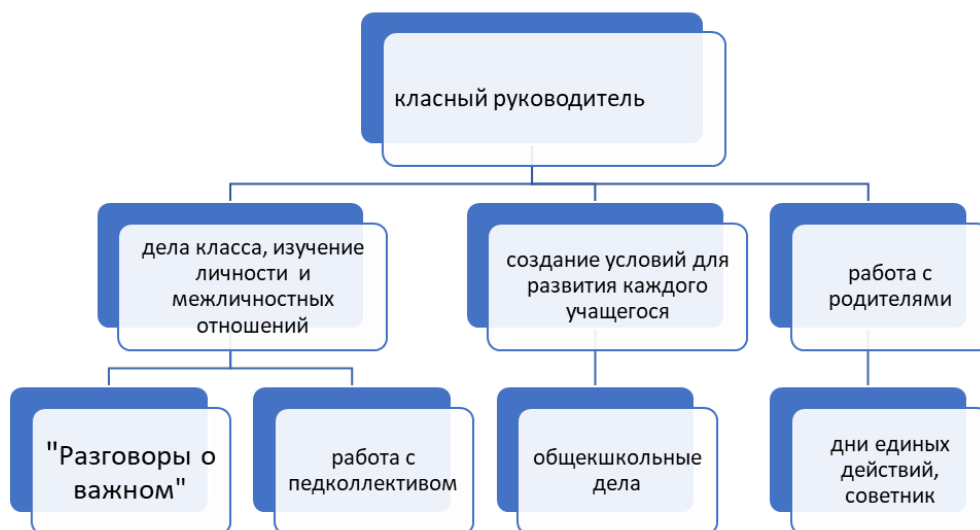 класный руководитель
дела класса, изучение
личности и
межличностных
отношений
создание условий для
развития каждого
учащегося
работа с
родителями
"Разговоры о
важном"
работа с
педколлективом
общекшкольные
дела
дни единых
действий,
советник